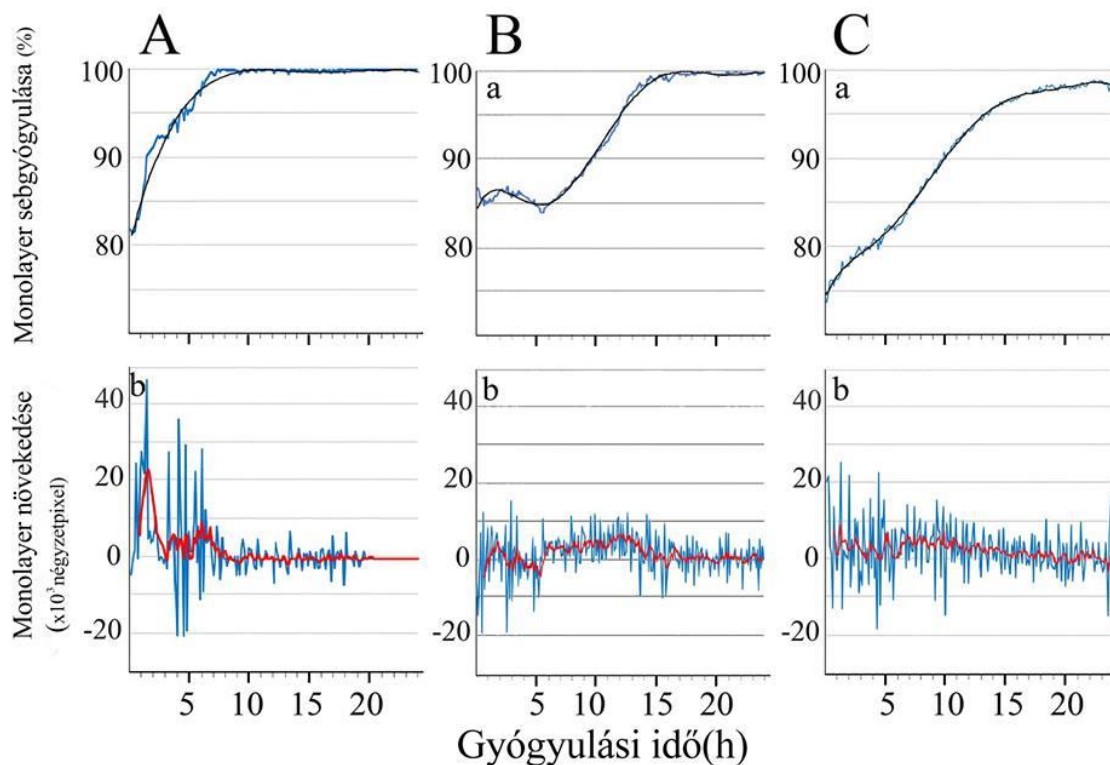 A B C
Monolayer sebgyógyulása (%)
100
90
80
a
100
90
80
a
100
90
80
Monolayer növekedése
(x10³ négyzetpixel)
b
40
20
0
-20
b
40
20
0
-20
b
40
20
0
-20
5 10 15 20
5 10 15 20
5 10 15 20
Gyógyulási idő(h)